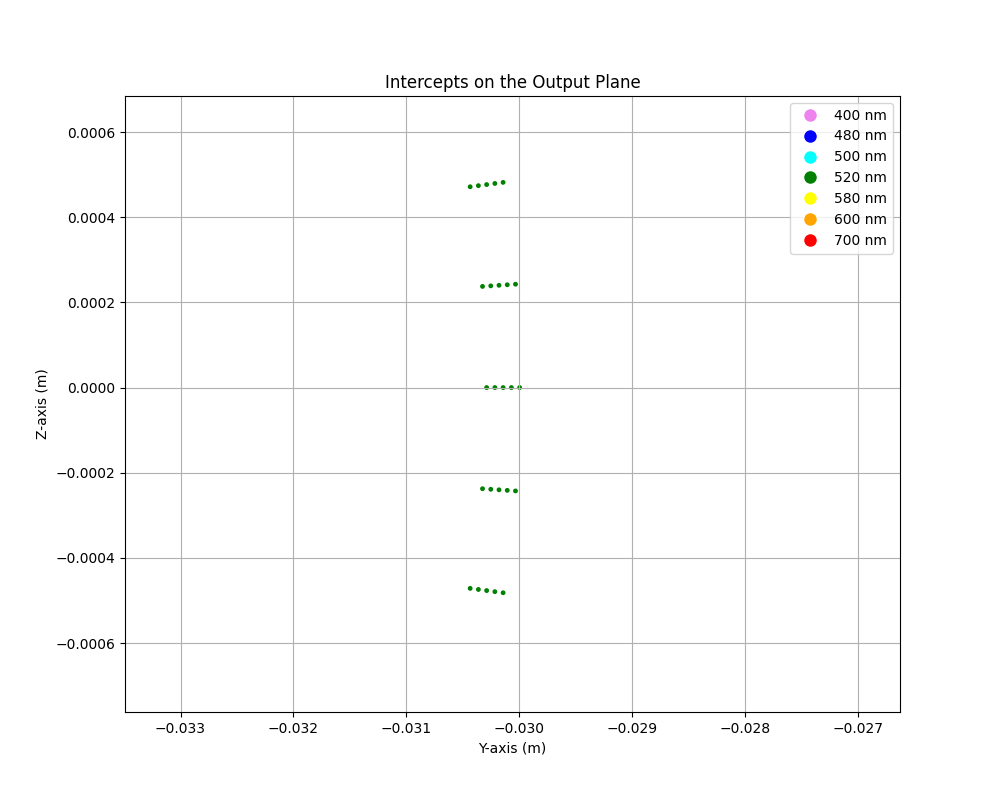 Intercepts on the Output Plane
400 nm
480 nm
500 nm
520 nm
580 nm
600 nm
700 nm
0.0006
0.0004
0.0002
0.0000
−0.0002
−0.0004
−0.0006
Z-axis (m)
−0.033
−0.032
−0.031
−0.030
−0.029
−0.028
−0.027
Y-axis (m)